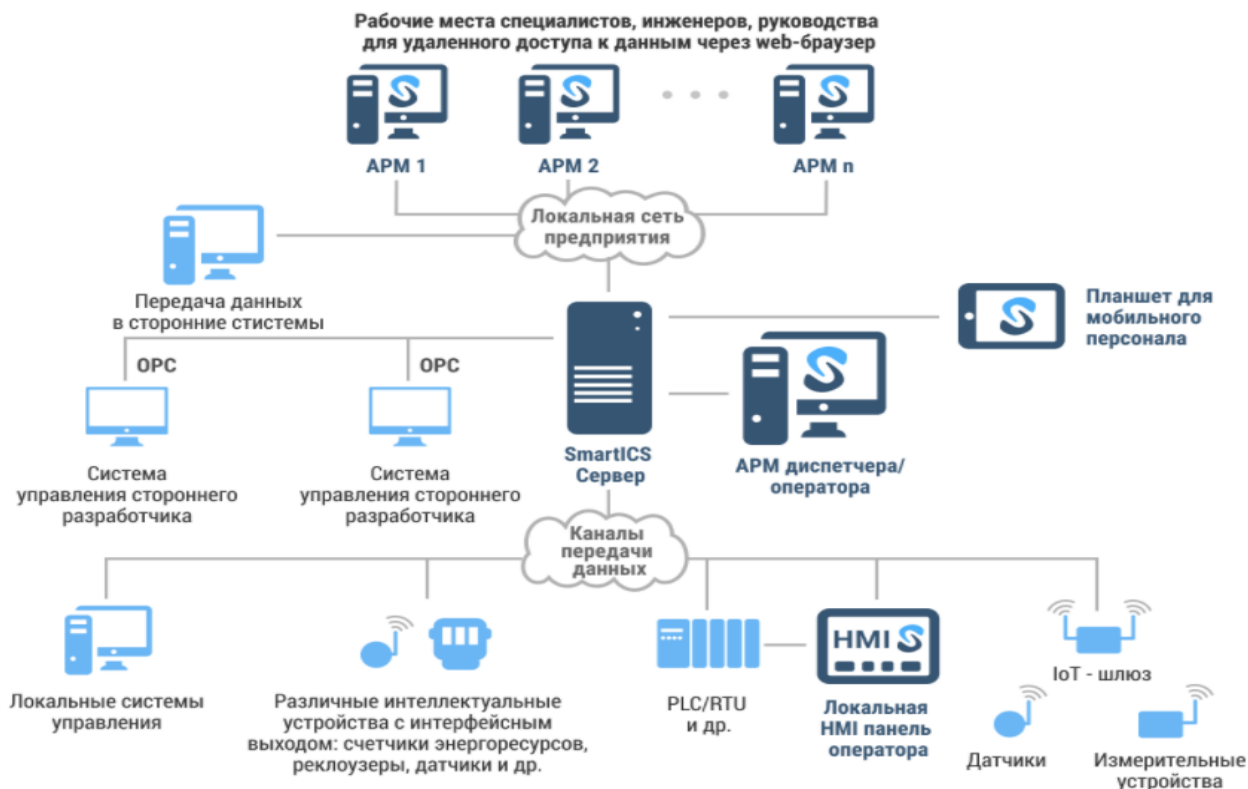 Рабочие места специалистов, инженеров, руководства
для удаленного доступа к данным через web-браузер
АРМ 1
АРМ 2
АРМ n
Локальная сеть
предприятия
Передача данных
в сторонние стистемы
Планшет для
мобильного
персонала
OPC
OPC
SmartICS
Сервер
АРМ диспетчера/
оператора
Система
управления стороннего
разработчика
Система
управления стороннего
разработчика
Каналы
передачи
данных
HMI
Локальные системы
управления
Различные интеллектуальные
устройства с интерфейсным
выходом: счетчики энергоресурсов,
реклоузеры, датчики и др.
PLC/RTU
и др.
Локальная
HMI панель
оператора
IoT - шлюз
Датчики
Измерительные
устройства